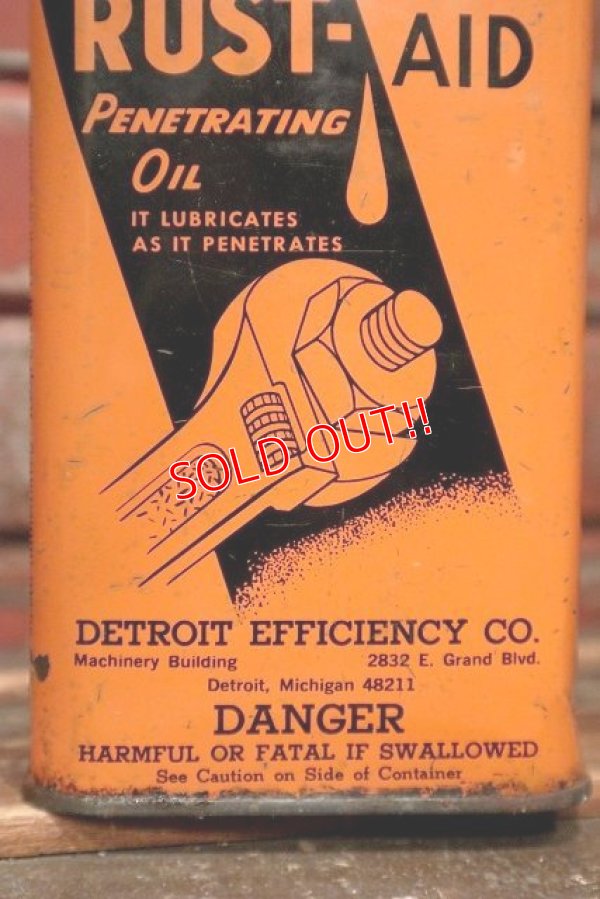 RUST-AID
PENETRATING
OIL
IT LUBRICATES
AS IT PENETRATES
SOLD OUT!!
DETROIT EFFICIENCY CO.
Machinery Building 2832 E. Grand Blvd.
Detroit, Michigan 48211
DANGER
HARMFUL OR FATAL IF SWALLOWED
See Caution on Side of Container